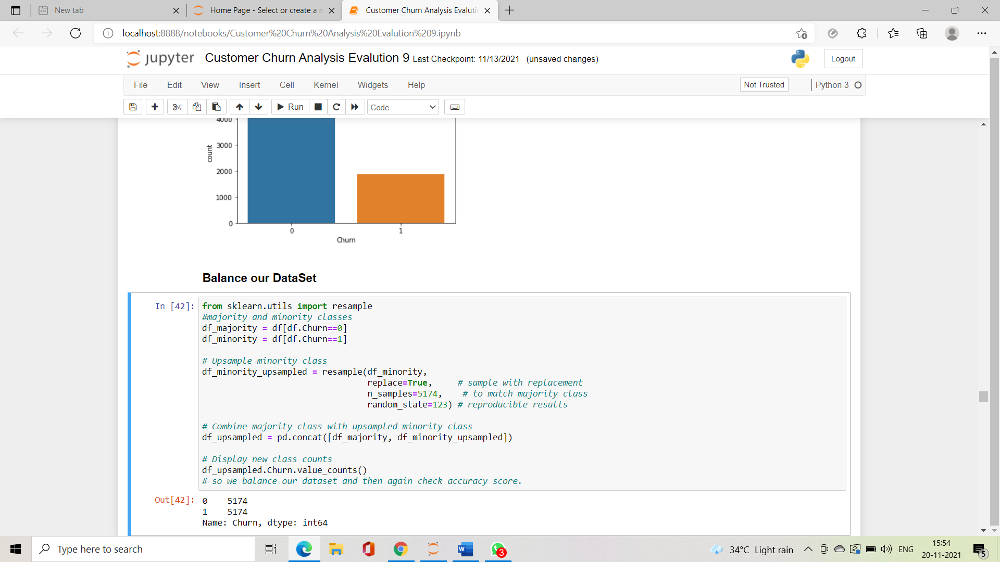 New tab
Home Page - Select or create a n
Customer Churn Analysis Evalutio
localhost:8888/notebooks/Customer%20Churn%20Analysis%20Evalution%209.ipynb
jupyter Customer Churn Analysis Evalution 9 Last Checkpoint: 11/13/2021 (unsaved changes)
Logout
File Edit View Insert Cell Kernel Widgets Help
Not Trusted
Python 3
Run
Code
4000
3000
2000
1000
0
count
0 1
Churn
Balance our DataSet
In [42]:
from sklearn.utils import resample
#majority and minority classes
df_majority = df[df.Churn==0]
df_minority = df[df.Churn==1]
# Upsample minority class
df_minority_upsampled = resample(df_minority,
replace=True, # sample with replacement
n_samples=5174, # to match majority class
random_state=123) # reproducible results
# Combine majority class with upsampled minority class
df_upsampled = pd.concat([df_majority, df_minority_upsampled])
# Display new class counts
df_upsampled.Churn.value_counts()
# so we balance our dataset and then again check accuracy score.
Out[42]:
0 5174
1 5174
Name: Churn, dtype: int64
Type here to search
W
3
34°C Light rain
ENG
15:54
20-11-2021
5